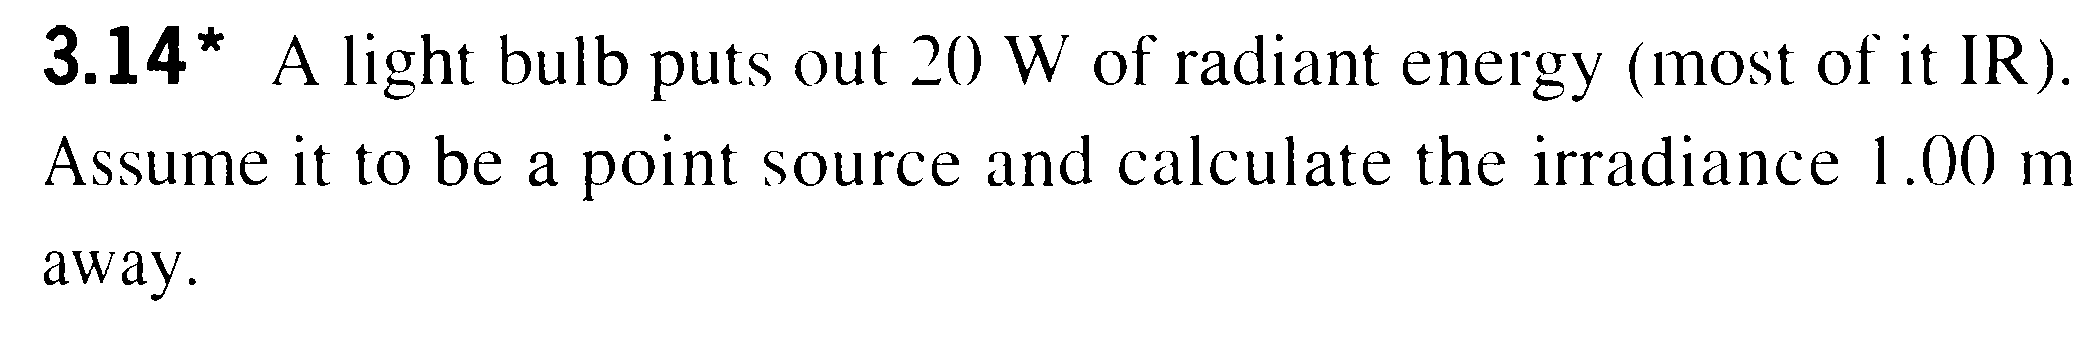 3.14* A light bulb puts out 20 W of radiant energy (most of it IR).
Assume it to be a point source and calculate the irradiance 1.00 m
away.